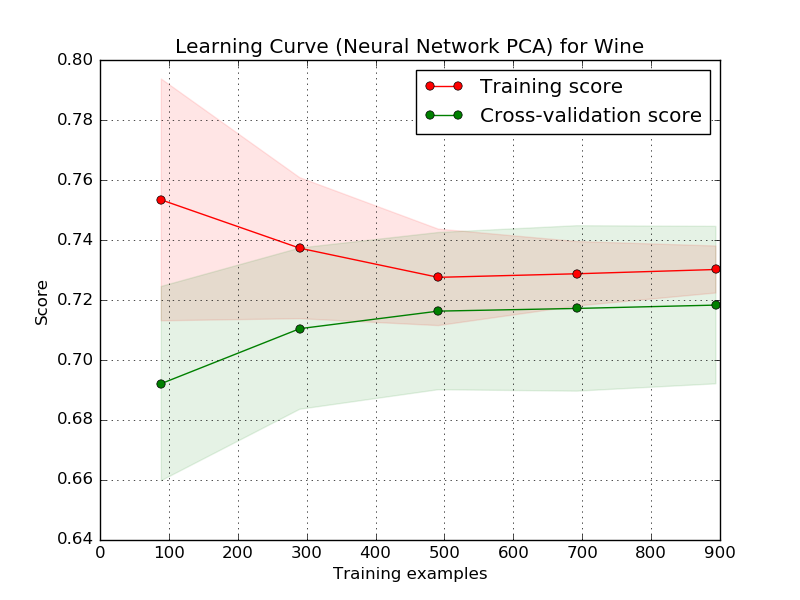 Learning Curve (Neural Network PCA) for Wine
Training score
Cross-validation score
0.80
0.78
0.76
0.74
0.72
0.70
0.68
0.66
0.64
Score
0 100 200 300 400 500 600 700 800 900
Training examples